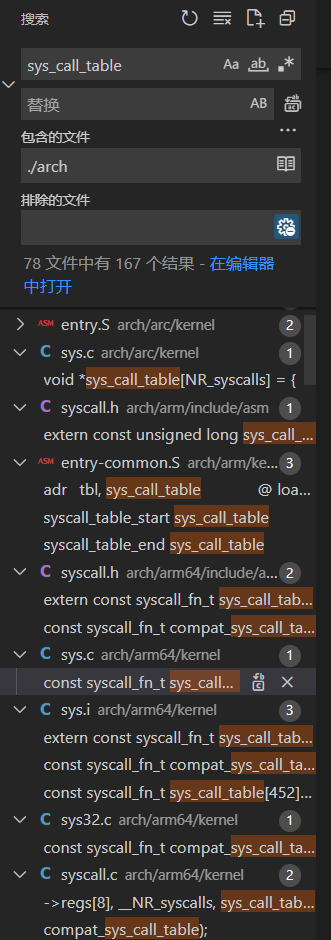 搜索
sys_call_table
Aa ab .*
替换
AB
包含的文件
./arch
排除的文件
78 文件中有 167 个结果 - 在编辑器
中打开
ASM entry.S arch/arc/kernel 2
C sys.c arch/arc/kernel 1
void *sys_call_table[NR_syscalls] = {
C syscall.h arch/arm/include/asm 1
extern const unsigned long sys_call_...
ASM entry-common.S arch/arm/ke... 3
adr tbl, sys_call_table @ loa...
syscall_table_start sys_call_table
syscall_table_end sys_call_table
C syscall.h arch/arm64/include/a... 2
extern const syscall_fn_t sys_call_tab...
const syscall_fn_t compat_sys_call_ta...
C sys.c arch/arm64/kernel 1
const syscall_fn_t sys_call...
C sys.i arch/arm64/kernel 3
extern const syscall_fn_t sys_call_tab...
const syscall_fn_t compat_sys_call_ta...
const syscall_fn_t sys_call_table[452]...
C sys32.c arch/arm64/kernel 1
const syscall_fn_t compat_sys_call_ta...
C syscall.c arch/arm64/kernel 2
->regs[8], __NR_syscalls, sys_call_tab...
compat_sys_call_table);